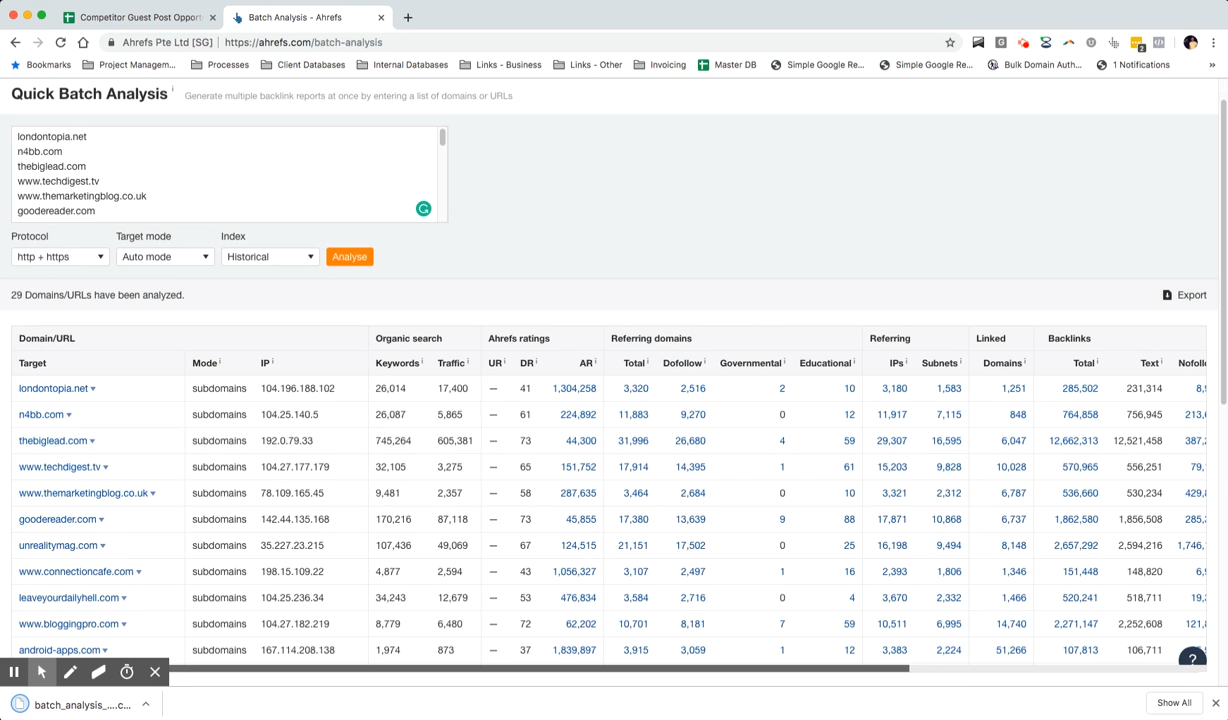 Competitor Guest Post Opport
Batch Analysis - Ahrefs
Ahrefs Pte Ltd [SG] | https://ahrefs.com/batch-analysis
2
Bookmarks Project Managem... Processes Client Databases Internal Databases Links - Business Links - Other Invoicing Master DB Simple Google Re... Simple Google Re... Bulk Domain Auth... 1 Notifications »
Quick Batch Analysis i Generate multiple backlink reports at once by entering a list of domains or URLs
londontopia.net
n4bb.com
thebiglead.com
www.techdigest.tv
www.themarketingblog.co.uk
goodereader.com
Protocol Target mode Index
http + https Auto mode Historical Analyse
29 Domains/URLs have been analyzed. Export
Domain/URL Organic search Ahrefs ratings Referring domains Referring Linked Backlinks
Target Mode i IP i Keywords i Traffic i UR i DR i AR i Total i Dofollow i Governmental i Educational i IPs i Subnets i Domains i Total i Text i Nofoll
londontopia.net subdomains 104.196.188.102 26,014 17,400 — 41 1,304,258 3,320 2,516 2 10 3,180 1,583 1,251 285,502 231,314 8,9
n4bb.com subdomains 104.25.140.5 26,087 5,865 — 61 224,892 11,883 9,270 0 12 11,917 7,115 848 764,858 756,945 213,6
thebiglead.com subdomains 192.0.79.33 745,264 605,381 — 73 44,300 31,996 26,680 4 59 29,307 16,595 6,047 12,662,313 12,521,458 387,2
www.techdigest.tv subdomains 104.27.177.179 32,105 3,275 — 65 151,752 17,914 14,395 1 61 15,203 9,828 10,028 570,965 556,251 79,
www.themarketingblog.co.uk subdomains 78.109.165.45 9,481 2,357 — 58 287,635 3,464 2,684 0 10 3,321 2,312 6,787 536,660 530,234 429,8
goodereader.com subdomains 142.44.135.168 170,216 87,118 — 73 45,855 17,380 13,639 9 88 17,871 10,868 6,737 1,862,580 1,856,508 285,3
unrealitymag.com subdomains 35.227.23.215 107,436 49,069 — 67 124,515 21,151 17,502 0 25 16,198 9,494 8,148 2,657,292 2,594,216 1,746,
www.connectioncafe.com subdomains 198.15.109.22 4,877 2,594 — 43 1,056,327 3,107 2,497 1 16 2,393 1,806 1,346 151,448 148,820 6,9
leaveyourdailyhell.com subdomains 104.25.236.34 34,243 12,679 — 53 476,834 3,584 2,716 0 4 3,670 2,332 1,466 520,241 518,711 19,
www.bloggingpro.com subdomains 104.27.182.219 8,779 6,480 — 72 62,202 10,701 8,181 7 59 10,511 6,995 14,740 2,271,147 2,252,608 121,
android-apps.com subdomains 167.114.208.138 1,974 873 — 37 1,839,897 3,915 3,059 1 12 3,383 2,224 51,266 107,813 106,711
?
batch_analysis_....c... Show All